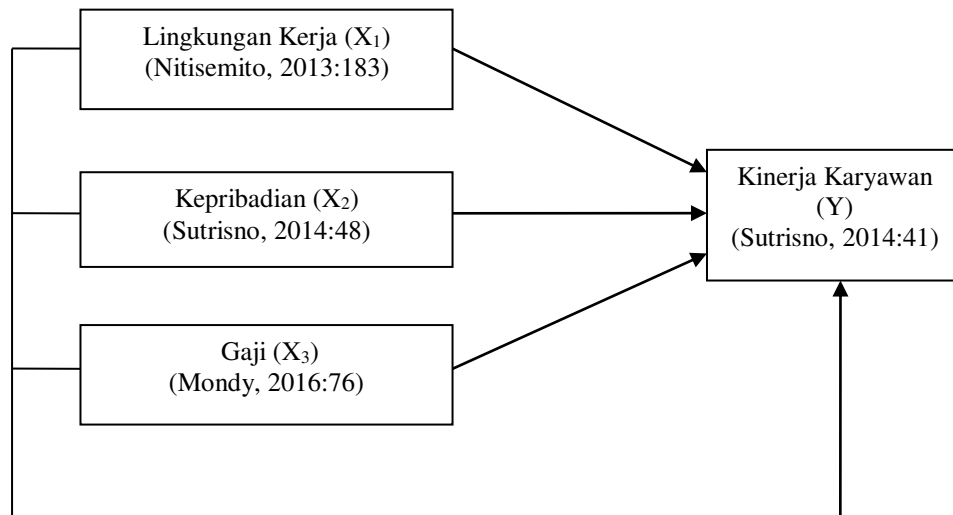 Lingkungan Kerja (X₁)
(Nitisemito, 2013:183)
Kepribadian (X₂)
(Sutrisno, 2014:48)
Gaji (X₃)
(Mondy, 2016:76)
Kinerja Karyawan
(Y)
(Sutrisno, 2014:41)